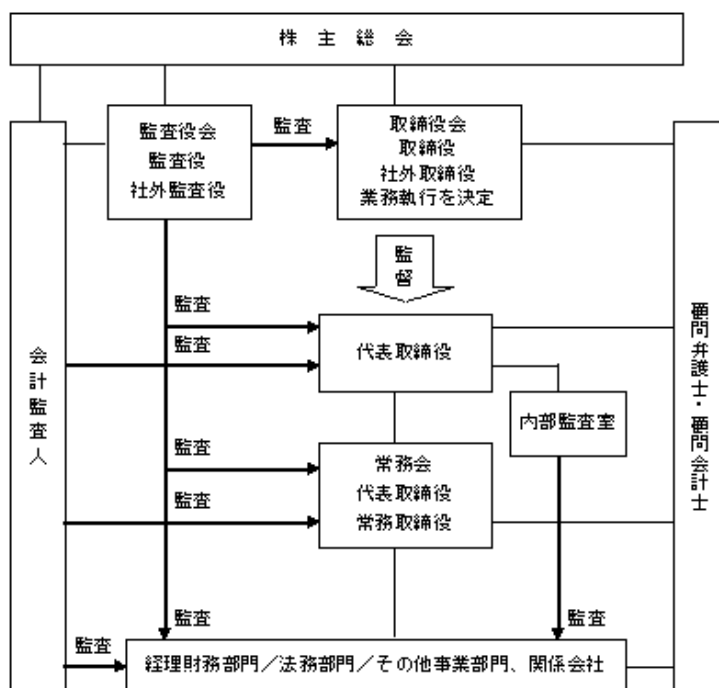 株主総会
監査役会
監査役
社外監査役
監査
取締役会
取締役
社外取締役
業務執行を決定
監督
監査
監査
代表取締役
会計監査人
顧問弁護士・顧問会計士
内部監査室
監査
監査
常務会
代表取締役
常務取締役
監査
監査
監査
経理財務部門／法務部門／その他事業部門、関係会社